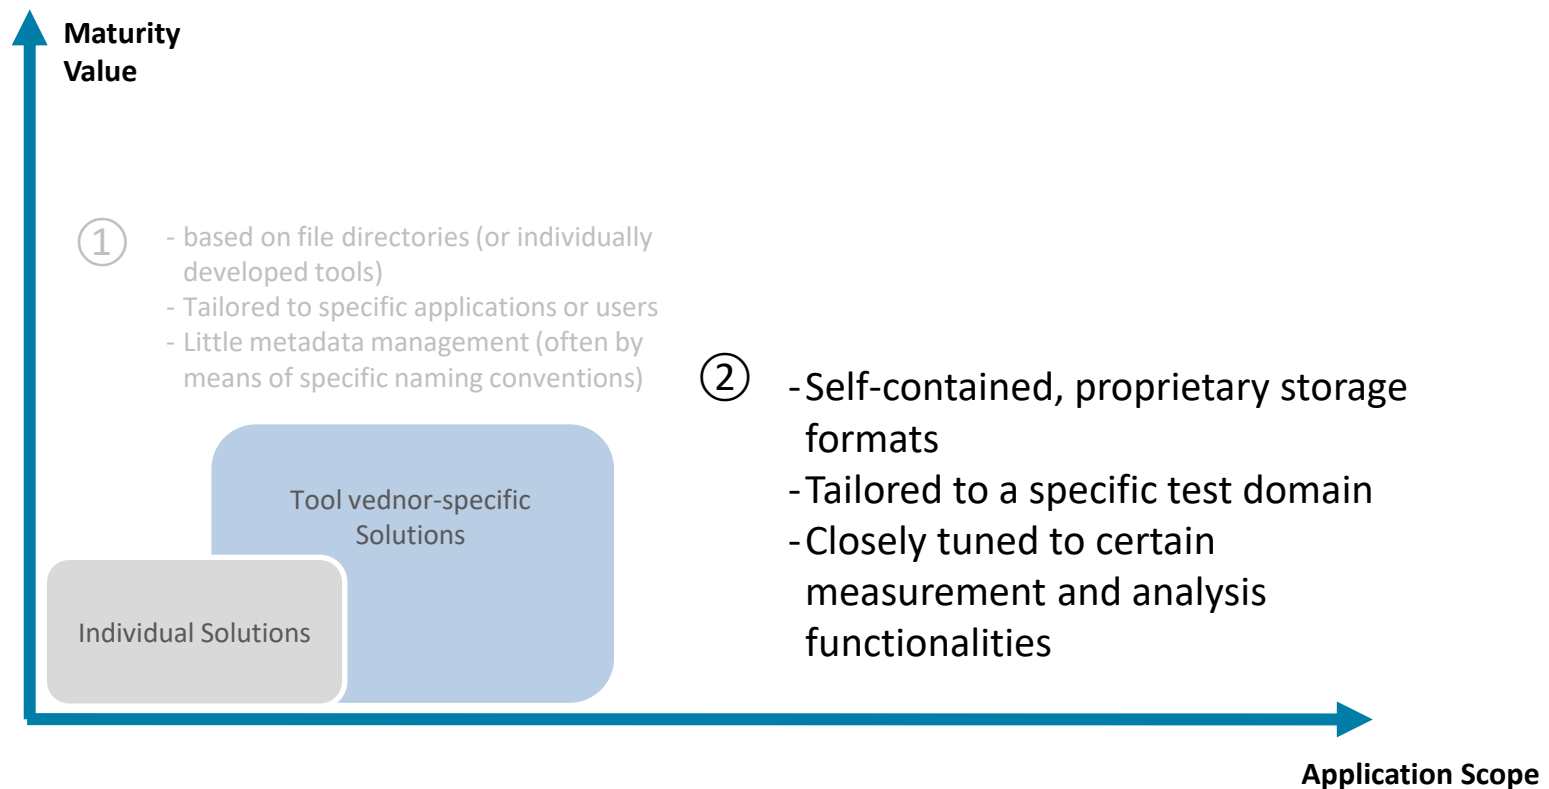 Maturity
Value
①
- based on file directories (or individually
developed tools)
- Tailored to specific applications or users
- Little metadata management (often by
means of specific naming conventions)
②
- Self-contained, proprietary storage
formats
- Tailored to a specific test domain
- Closely tuned to certain
measurement and analysis
functionalities
Tool vednor-specific
Solutions
Individual Solutions
Application Scope